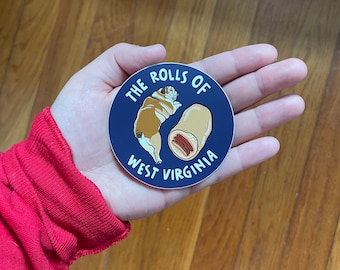 THE ROLLS OF
WEST VIRGINIA